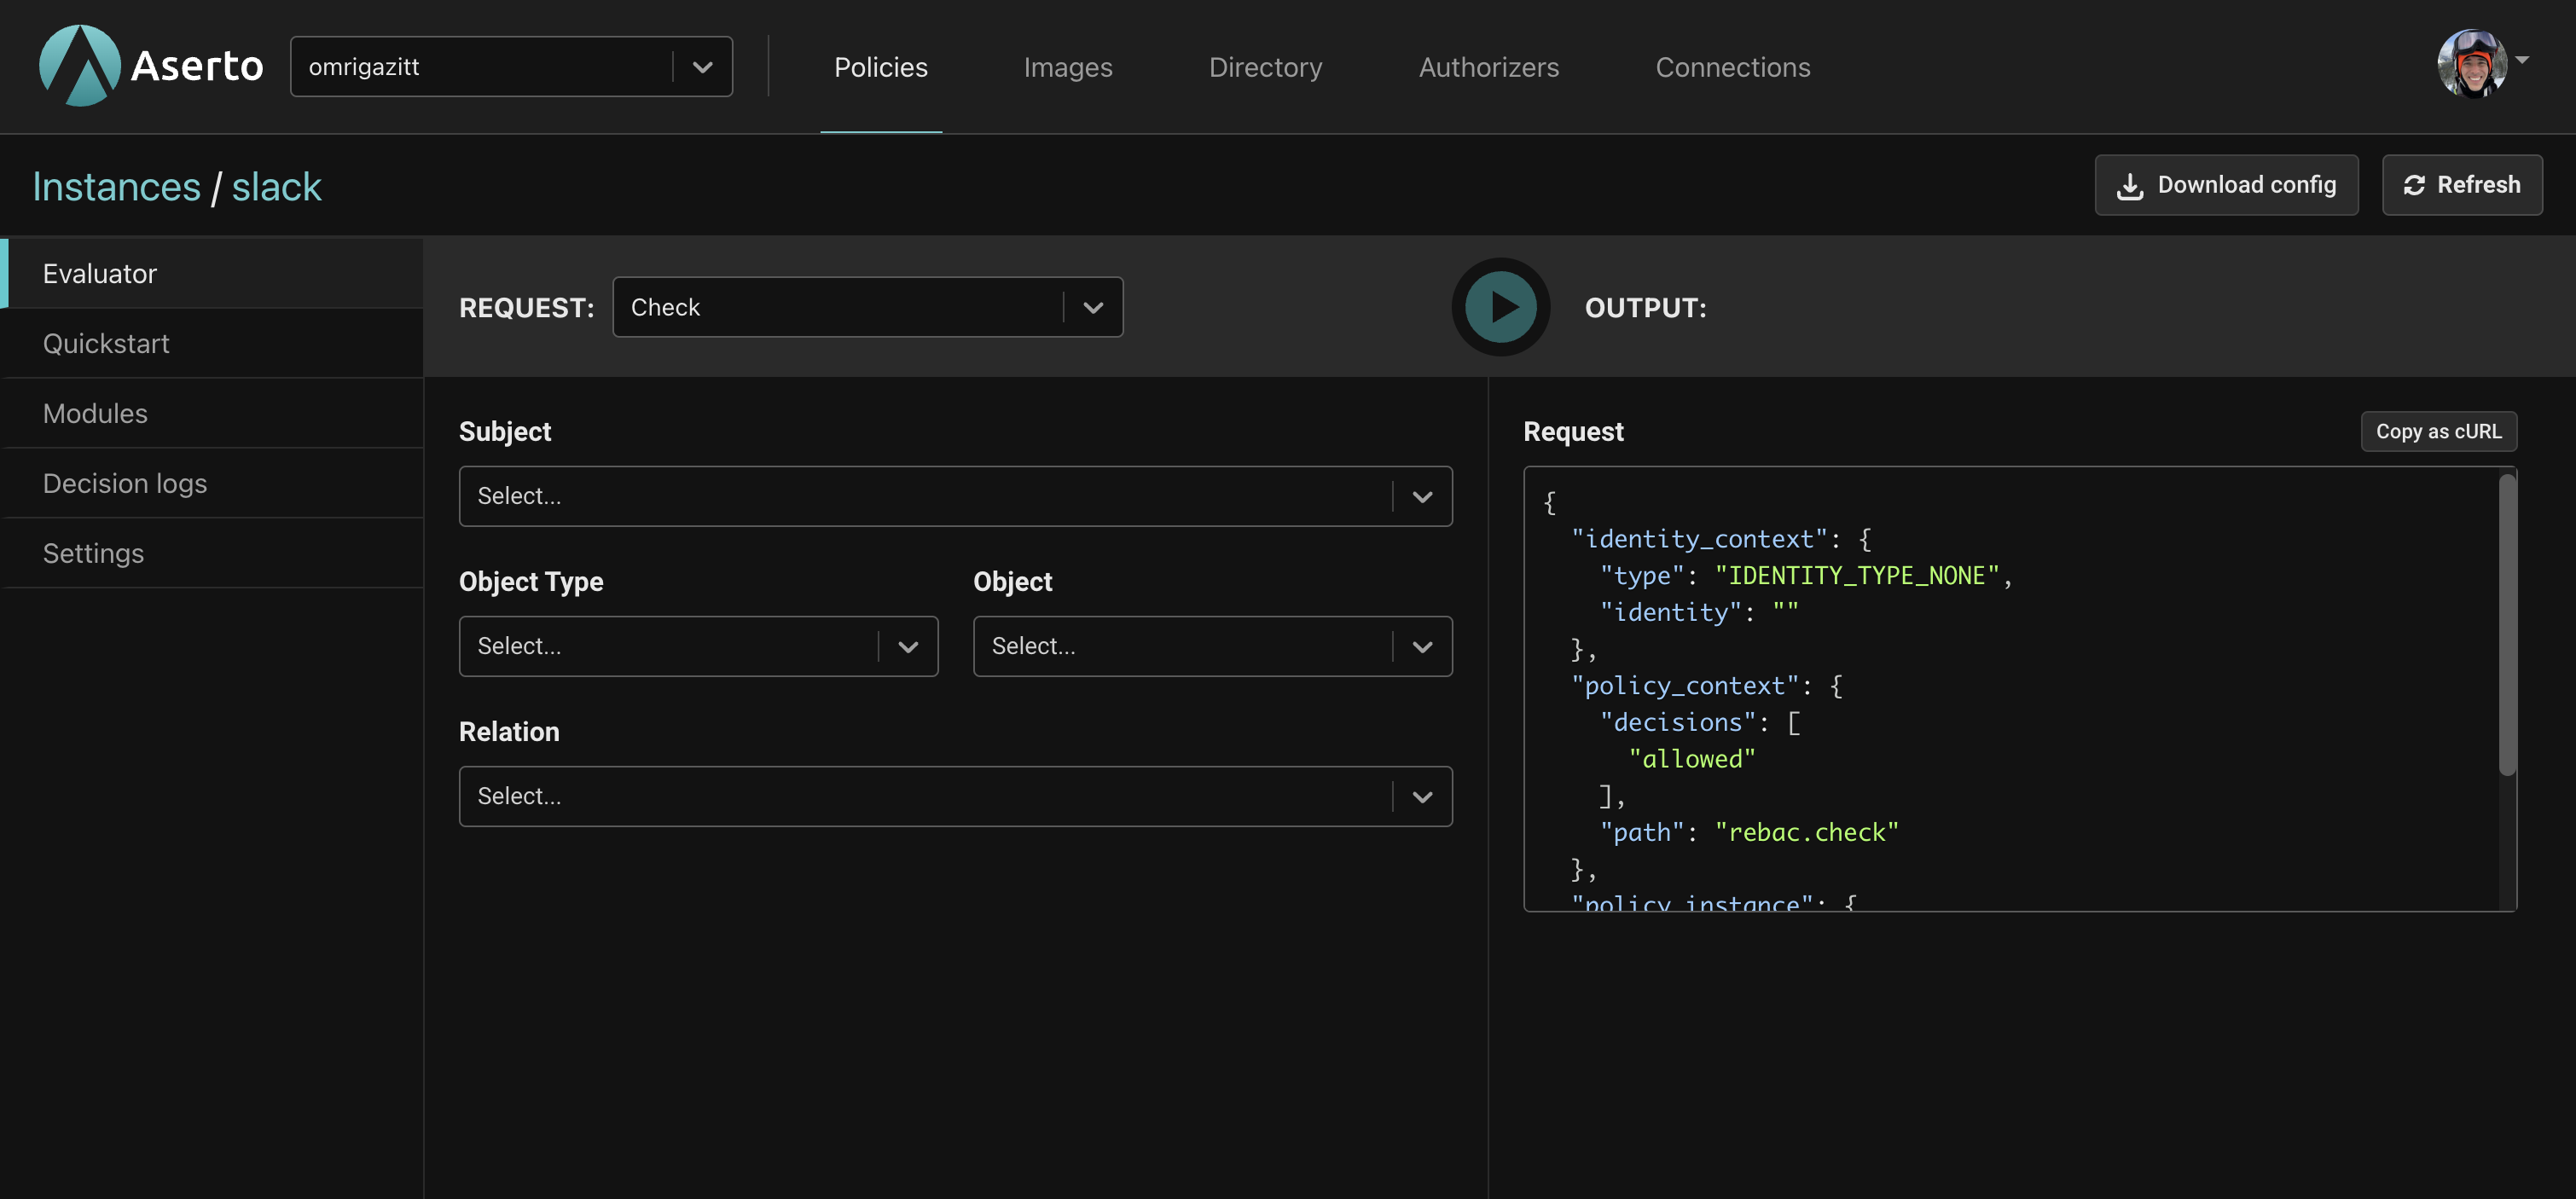 Aserto
omrigazitt
Policies
Images
Directory
Authorizers
Connections
Instances / slack
Download config
Refresh
Evaluator
Quickstart
Modules
Decision logs
Settings
REQUEST:
Check
OUTPUT:
Subject
Select...
Object Type
Object
Select...
Select...
Relation
Select...
Request
Copy as cURL
{
"identity_context": {
"type": "IDENTITY_TYPE_NONE",
"identity": ""
},
"policy_context": {
"decisions": [
"allowed"
],
"path": "rebac.check"
},
"policy_instance": {